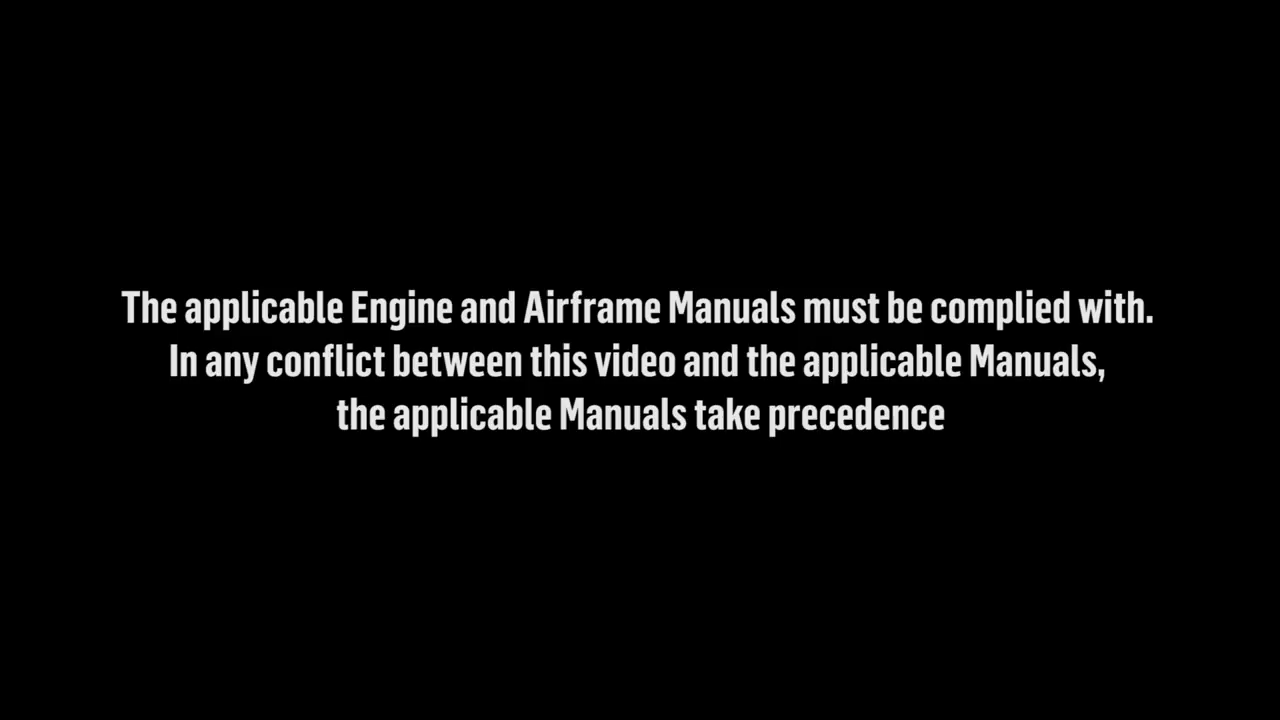 The applicable Engine and Airframe Manuals must be complied with.
In any conflict between this video and the applicable Manuals,
the applicable Manuals take precedence